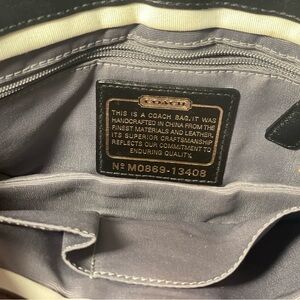 COACH
THIS IS A COACH BAG. IT WAS
HANDCRAFTED IN CHINA FROM THE
FINEST MATERIALS AND LEATHER.
ITS SUPERIOR CRAFTSMANSHIP
REFLECTS OUR COMMITMENT TO
ENDURING QUALITY.
Nº M0869-13408